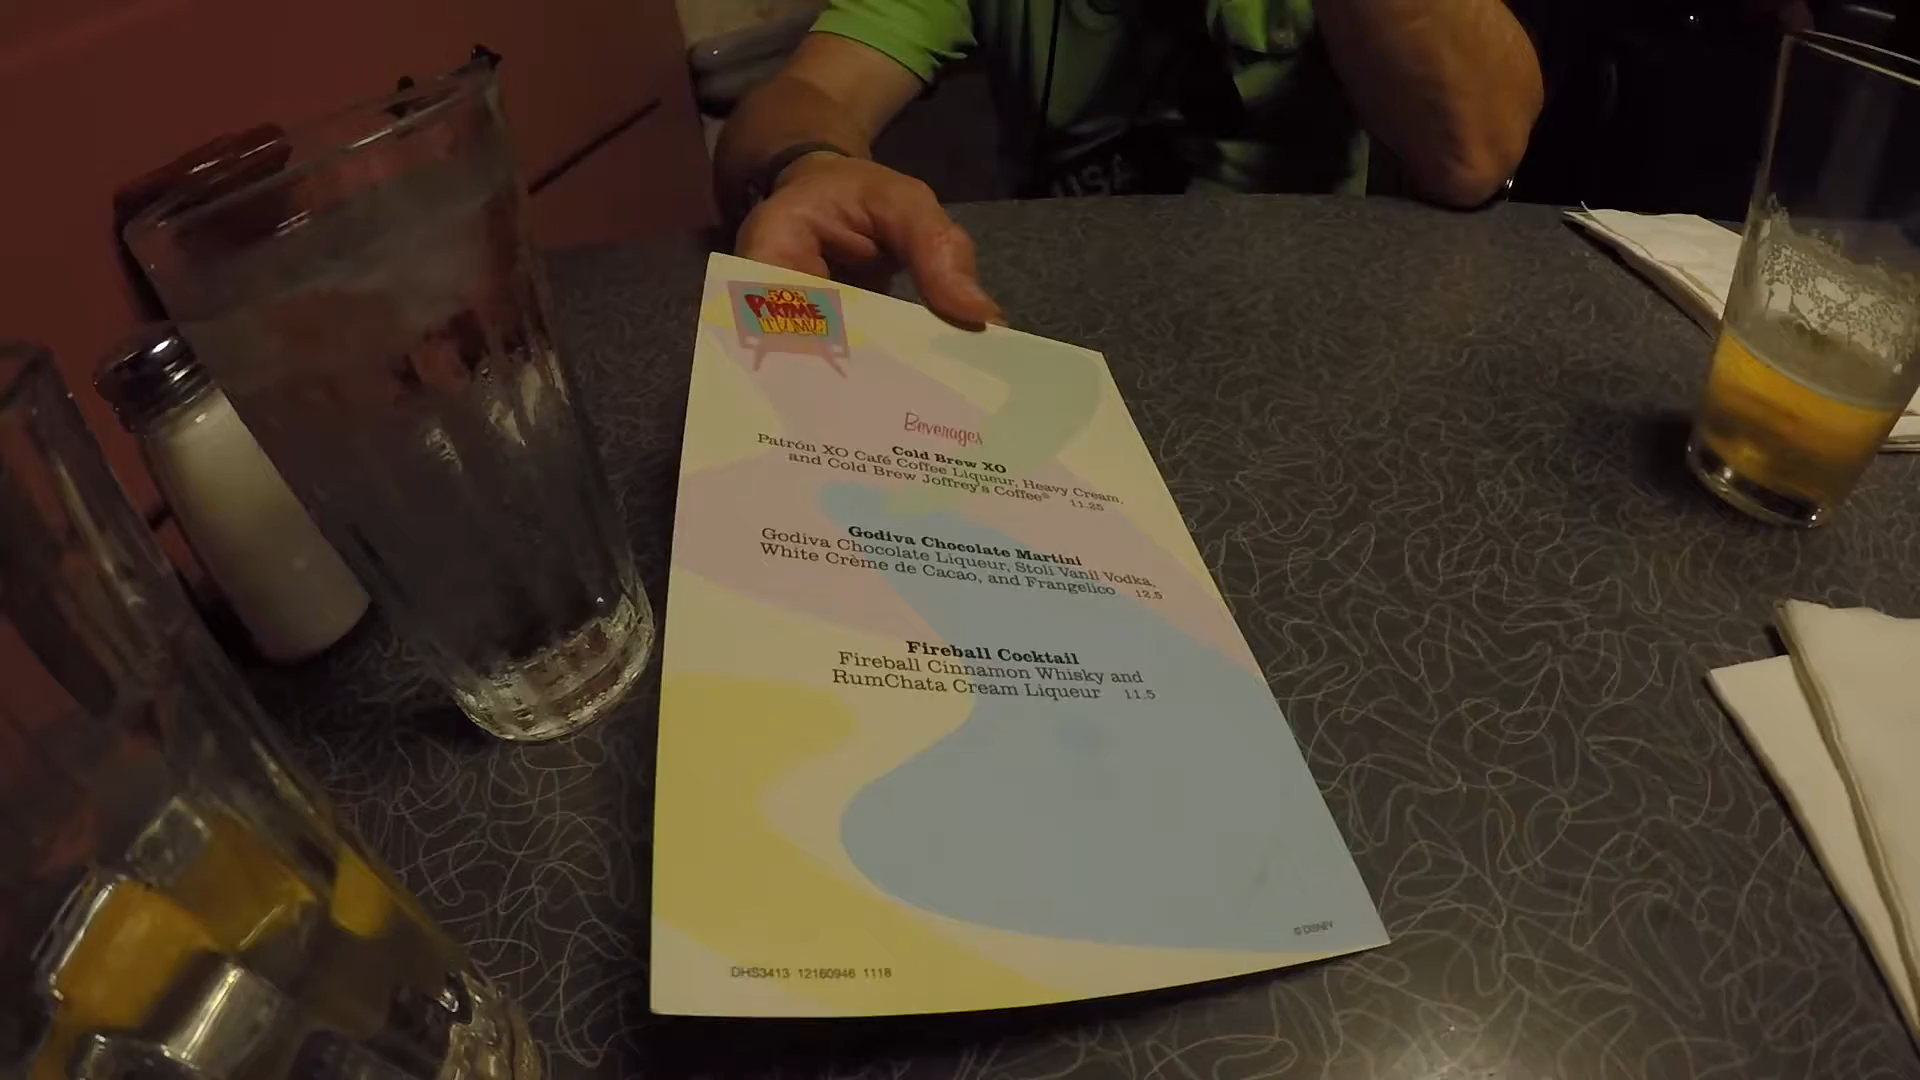 50's
PRIME
TIME
Beverages
Cold Brew XO
Patrón XO Café Coffee Liqueur, Heavy Cream,
and Cold Brew Joffrey's Coffee® 11.25
Godiva Chocolate Martini
Godiva Chocolate Liqueur, Stoli Vanil Vodka,
White Crème de Cacao, and Frangelico 12.5
Fireball Cocktail
Fireball Cinnamon Whisky and
RumChata Cream Liqueur 11.5
© DISNEY
DHS3413 12160946 1118
USA